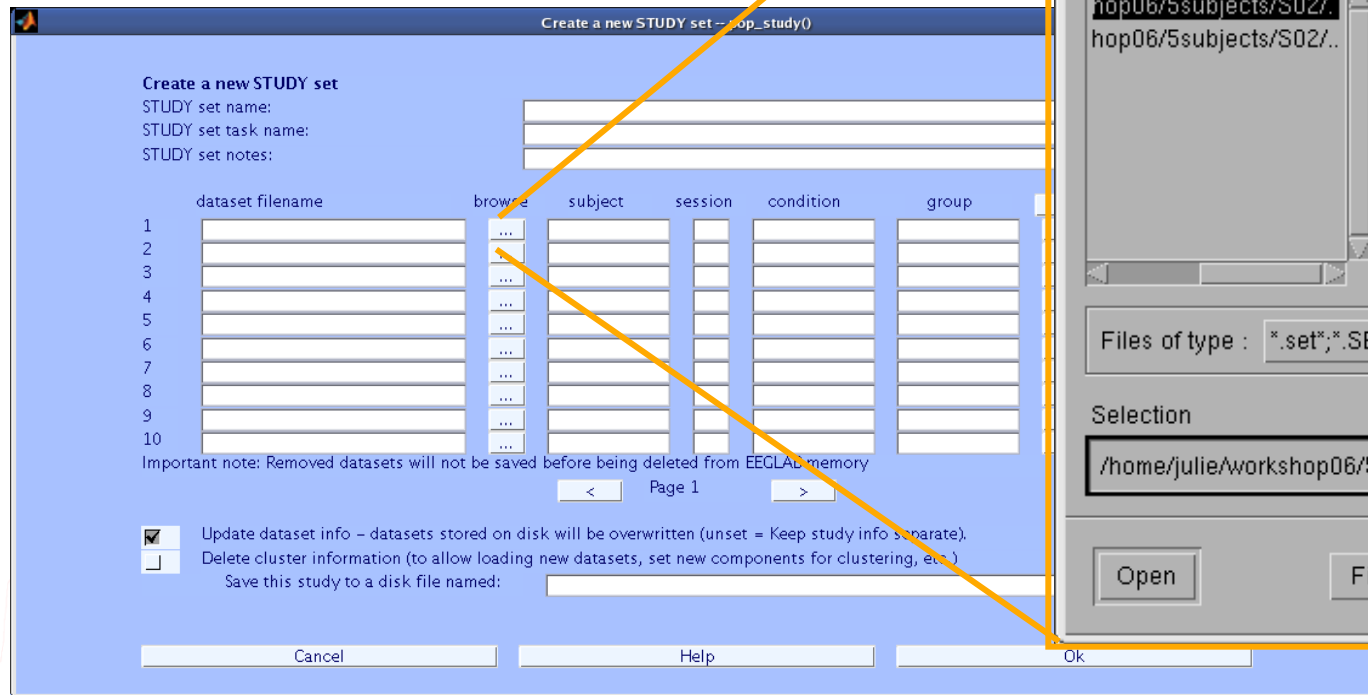 Create a new STUDY set -- pop_study()
Create a new STUDY set
STUDY set name:
STUDY set task name:
STUDY set notes:
dataset filename browse subject session condition group
1 ...
2 ...
3 ...
4 ...
5 ...
6 ...
7 ...
8 ...
9 ...
10 ...
Important note: Removed datasets will not be saved before being deleted from EEGLAB memory
< Page 1 >
Update dataset info – datasets stored on disk will be overwritten (unset = Keep study info separate).
Delete cluster information (to allow loading new datasets, set new components for clustering, etc.)
Save this study to a disk file named:
Cancel Help Ok
hop06/5subjects/S02/.
hop06/5subjects/S02/..
Files of type : *.set*;*.SE
Selection
/home/julie/workshop06/5
Open F